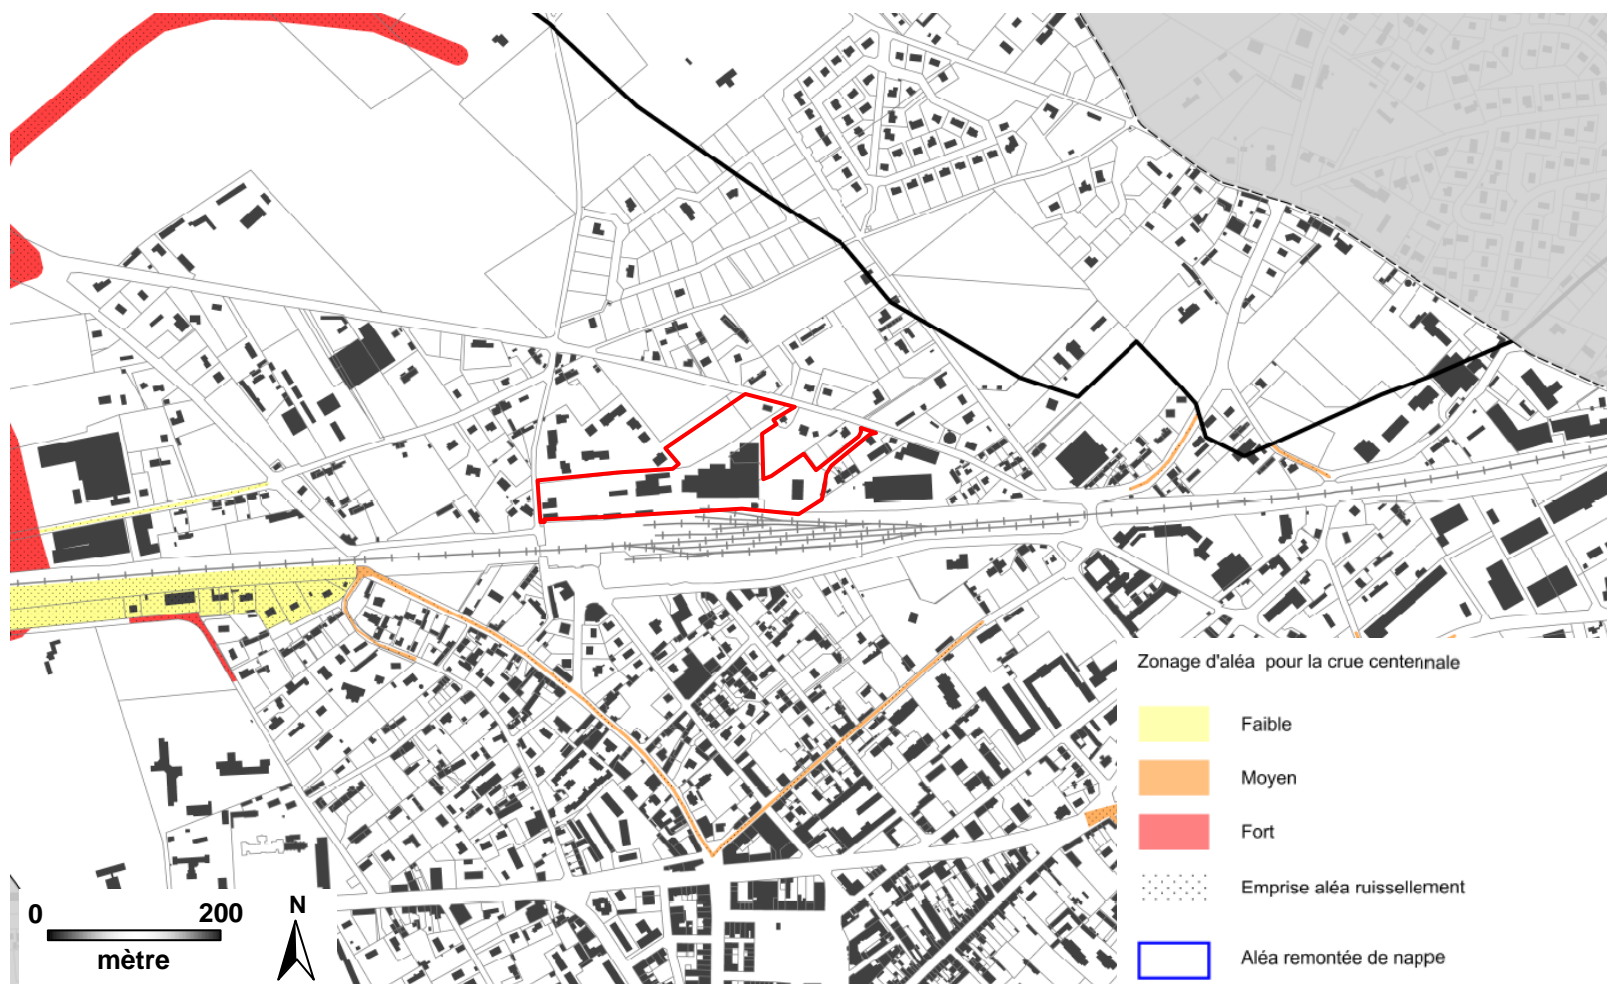 Zonage d'aléa pour la crue centennale
Faible
Moyen
Fort
Emprise aléa ruissellement
Aléa remontée de nappe
0 200
mètre
N